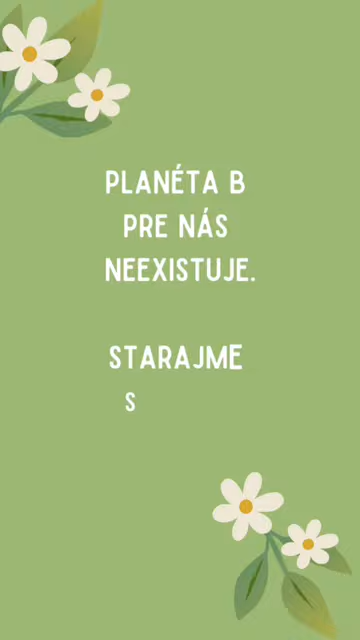 PLANÉTA B
PRE NÁS
NEEXISTUJE.
STARAJME
S